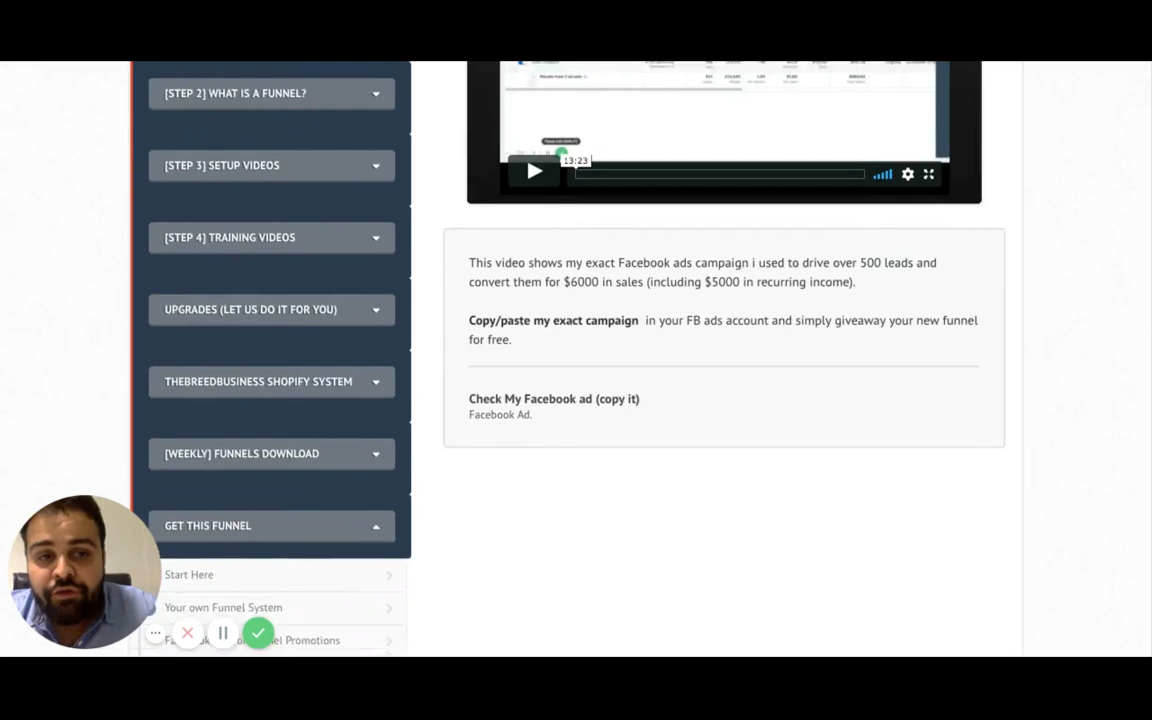 [STEP 2] WHAT IS A FUNNEL?
[STEP 3] SETUP VIDEOS
[STEP 4] TRAINING VIDEOS
UPGRADES (LET US DO IT FOR YOU)
THEBREEDBUSINESS SHOPIFY SYSTEM
[WEEKLY] FUNNELS DOWNLOAD
GET THIS FUNNEL
Start Here
Your own Funnel System
el Promotions
13:23
This video shows my exact Facebook ads campaign i used to drive over 500 leads and
convert them for $6000 in sales (including $5000 in recurring income).
Copy/paste my exact campaign in your FB ads account and simply giveaway your new funnel
for free.
Check My Facebook ad (copy it)
Facebook Ad.